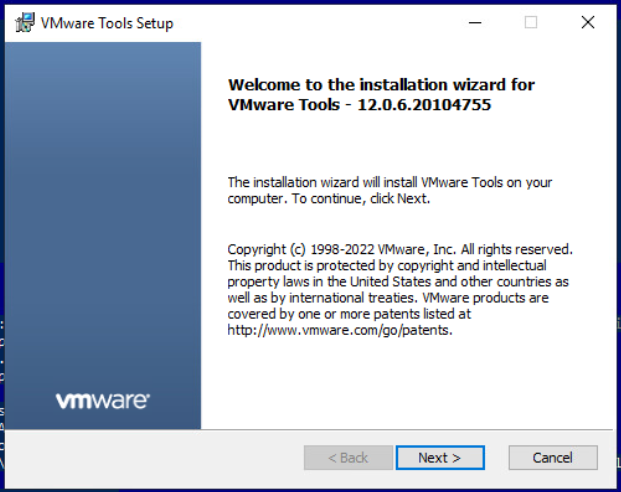 VMware Tools Setup
Welcome to the installation wizard for
VMware Tools - 12.0.6.20104755
The installation wizard will install VMware Tools on your
computer. To continue, click Next.
Copyright (c) 1998-2022 VMware, Inc. All rights reserved.
This product is protected by copyright and intellectual
property laws in the United States and other countries as
well as by international treaties. VMware products are
covered by one or more patents listed at
http://www.vmware.com/go/patents.
vmware
< Back
Next >
Cancel